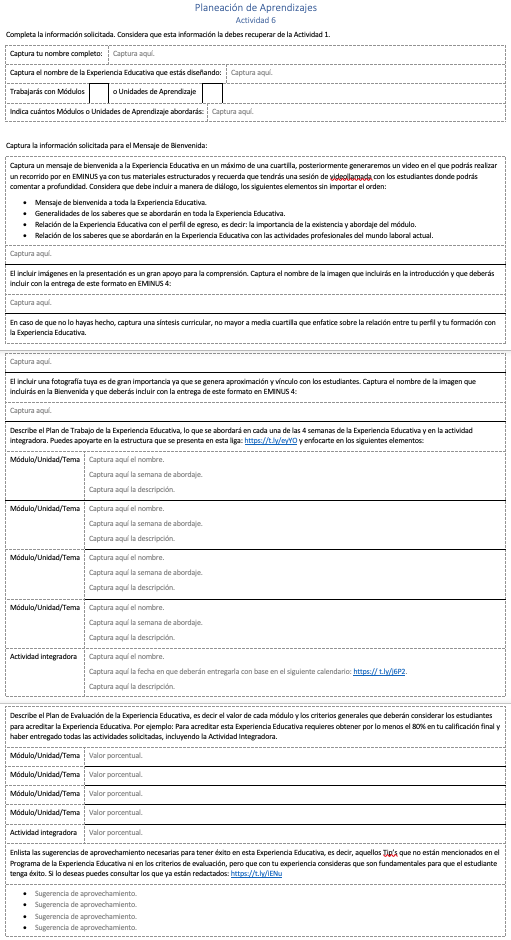 Planeación de Aprendizajes
Actividad 6
Completa la información solicitada. Considera que esta información la debes recuperar de la Actividad 1.
Captura tu nombre completo: Captura aquí.
Captura el nombre de la Experiencia Educativa que estás diseñando: Captura aquí.
Trabajarás con Módulos o Unidades de Aprendizaje
Indica cuántos Módulos o Unidades de Aprendizaje abordarás: Captura aquí.
Captura la información solicitada para el Mensaje de Bienvenida:
Captura un mensaje de bienvenida a la Experiencia Educativa en un máximo de una cuartilla, posteriormente generaremos un video en el que podrás realizar
un recorrido por en EMINUS ya con tus materiales estructurados y recuerda que tendrás una sesión de videollamada con los estudiantes donde podrás
comentar a profundidad. Considera que debe incluir a manera de diálogo, los siguientes elementos sin importar el orden:
• Mensaje de bienvenida a toda la Experiencia Educativa.
• Generalidades de los saberes que se abordarán en toda la Experiencia Educativa.
• Relación de la Experiencia Educativa con el perfil de egreso, es decir: la importancia de la existencia y abordaje del módulo.
• Relación de los saberes que se abordarán en la Experiencia Educativa con las actividades profesionales del mundo laboral actual.
Captura aquí.
El incluir imágenes en la presentación es un gran apoyo para la comprensión. Captura el nombre de la imagen que incluirás en la introducción y que deberás
incluir con la entrega de este formato en EMINUS 4:
Captura aquí.
En caso de que no lo hayas hecho, captura una síntesis curricular, no mayor a media cuartilla que enfatice sobre la relación entre tu perfil y tu formación con
la Experiencia Educativa.
Captura aquí.
El incluir una fotografía tuya es de gran importancia ya que se genera aproximación y vínculo con los estudiantes. Captura el nombre de la imagen que
incluirás en la Bienvenida y que deberás incluir con la entrega de este formato en EMINUS 4:
Captura aquí.
Describe el Plan de Trabajo de la Experiencia Educativa, lo que se abordará en cada una de las 4 semanas de la Experiencia Educativa y en la actividad
integradora. Puedes apoyarte en la estructura que se presenta en esta liga: https://t.ly/eyYO y enfocarte en los siguientes elementos:
Módulo/Unidad/Tema Captura aquí el nombre.
Captura aquí la semana de abordaje.
Captura aquí la descripción.
Módulo/Unidad/Tema Captura aquí el nombre.
Captura aquí la semana de abordaje.
Captura aquí la descripción.
Módulo/Unidad/Tema Captura aquí el nombre.
Captura aquí la semana de abordaje.
Captura aquí la descripción.
Módulo/Unidad/Tema Captura aquí el nombre.
Captura aquí la semana de abordaje.
Captura aquí la descripción.
Actividad integradora Captura aquí el nombre.
Captura aquí la fecha en que deberán entregarla con base en el siguiente calendario: https:// t.ly/j6P2.
Captura aquí la descripción.
Describe el Plan de Evaluación de la Experiencia Educativa, es decir el valor de cada módulo y los criterios generales que deberán considerar los estudiantes
para acreditar la Experiencia Educativa. Por ejemplo: Para acreditar esta Experiencia Educativa requieres obtener por lo menos el 80% en tu calificación final y
haber entregado todas las actividades solicitadas, incluyendo la Actividad Integradora.
Módulo/Unidad/Tema Valor porcentual.
Módulo/Unidad/Tema Valor porcentual.
Módulo/Unidad/Tema Valor porcentual.
Módulo/Unidad/Tema Valor porcentual.
Actividad integradora Valor porcentual.
Enlista las sugerencias de aprovechamiento necesarias para tener éxito en esta Experiencia Educativa, es decir, aquellos Tip's que no están mencionados en el
Programa de la Experiencia Educativa ni en los criterios de evaluación, pero que con tu experiencia consideras que son fundamentales para que el estudiante
tenga éxito. Si lo deseas puedes consultar los que ya están redactados: https://t.ly/iENu
• Sugerencia de aprovechamiento.
• Sugerencia de aprovechamiento.
• Sugerencia de aprovechamiento.
• Sugerencia de aprovechamiento.